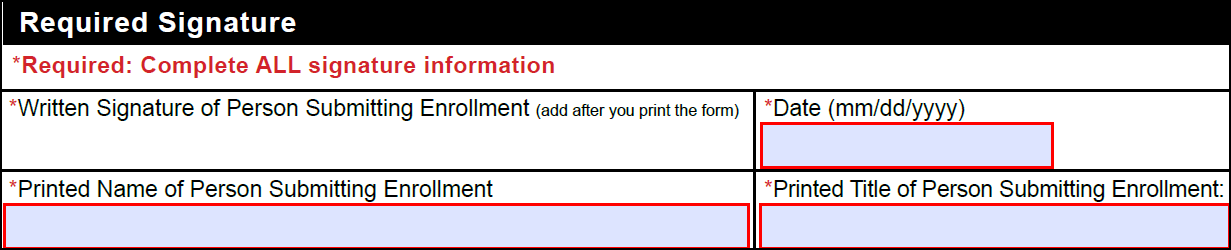 Required Signature
*Required: Complete ALL signature information
*Written Signature of Person Submitting Enrollment (add after you print the form)
*Date (mm/dd/yyyy)
*Printed Name of Person Submitting Enrollment
*Printed Title of Person Submitting Enrollment: